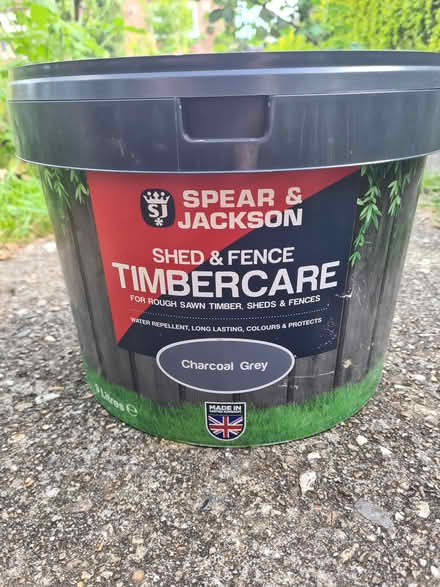 SJ
SPEAR &
JACKSON
SHED & FENCE
TIMBERCARE
FOR ROUGH SAWN TIMBER, SHEDS & FENCES
WATER REPELLENT, LONG LASTING, COLOURS & PROTECTS
Charcoal Grey
Litres e
MADE IN